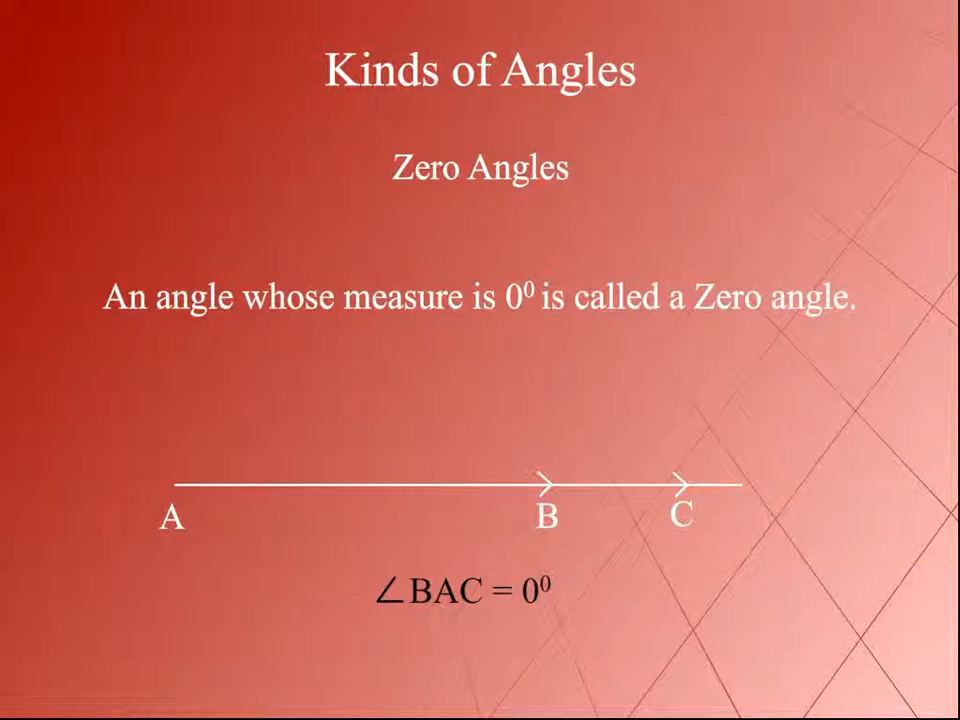 Kinds of Angles
Zero Angles
An angle whose measure is 0⁰ is called a Zero angle.
A B C
∠BAC = 0⁰